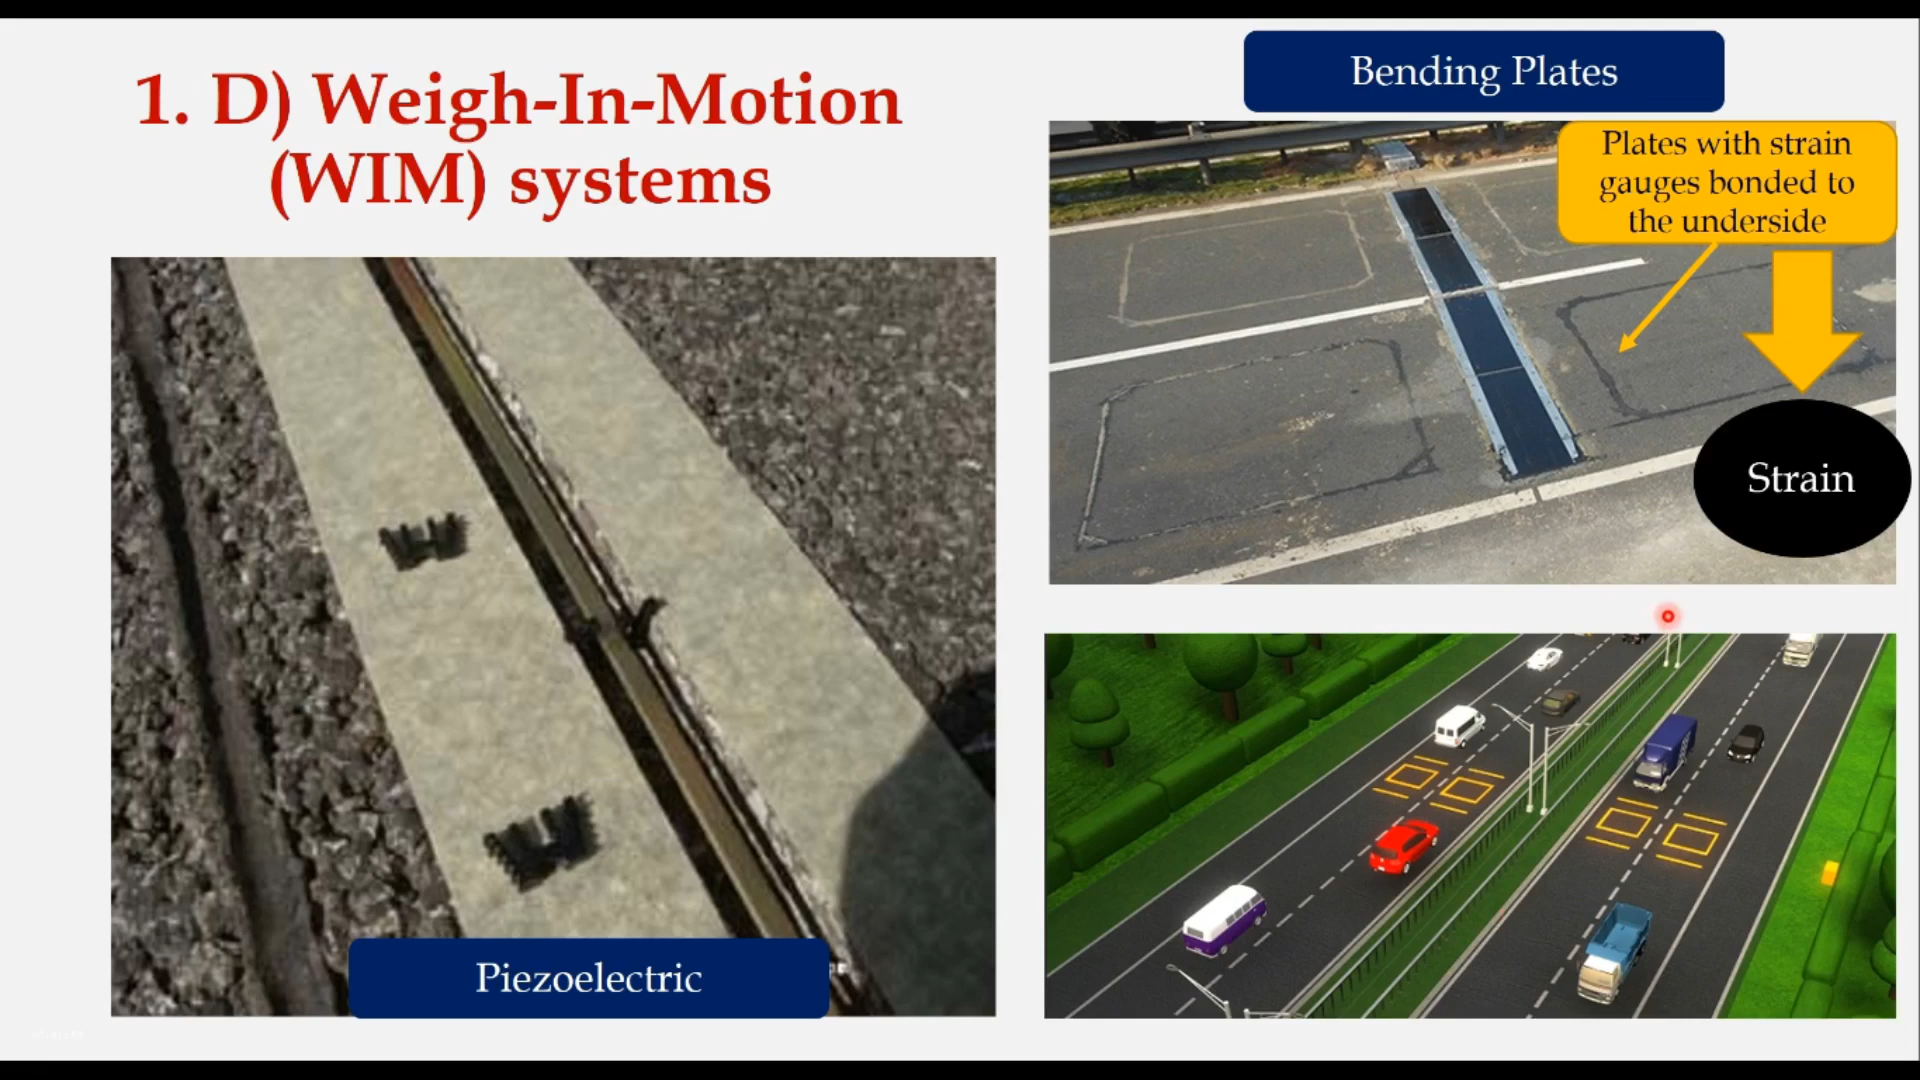 1. D) Weigh-In-Motion
(WIM) systems
Bending Plates
Plates with strain
gauges bonded to
the underside
Strain
Piezoelectric